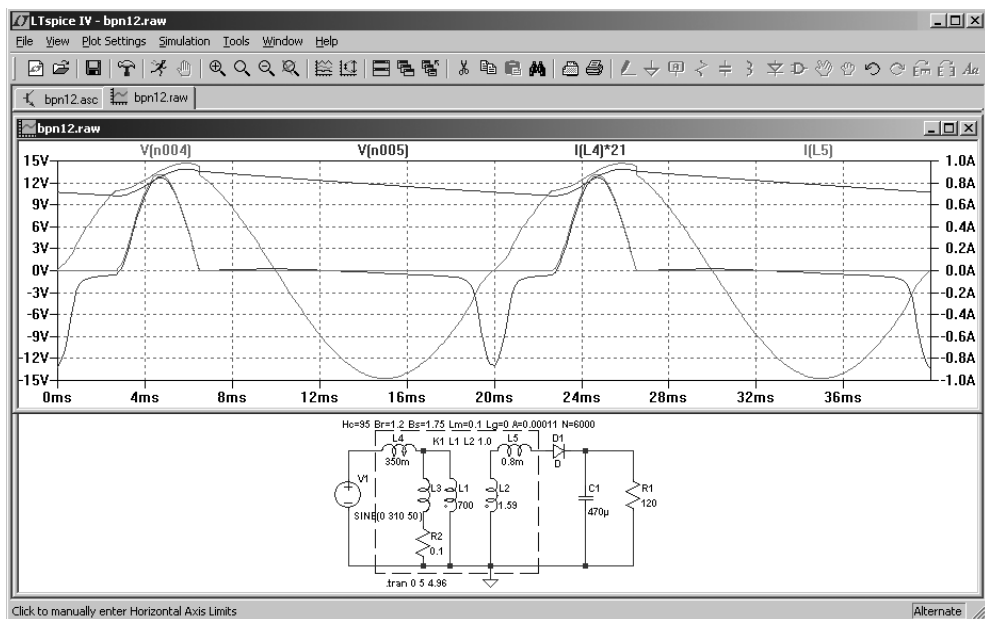 LTspice IV - bpn12.raw
File View Plot Settings Simulation Tools Window Help
bpn12.asc bpn12.raw
bpn12.raw
V(n004) V(n005) I(L4)*21 I(L5)
15V 1.0A
12V 0.8A
9V 0.6A
6V 0.4A
3V 0.2A
0V 0.0A
-3V -0.2A
-6V -0.4A
-9V -0.6A
-12V -0.8A
-15V -1.0A
0ms 4ms 8ms 12ms 16ms 20ms 24ms 28ms 32ms 36ms
Hc=95 Br=1.2 Bs=1.75 Lm=0.1 Lg=0 A=0.00011 N=6000
L4 K1 L1 L2 1.0 L5 D1
350m 0.8m D
V1 L3 L1 L2 C1 R1
700 1.59 470µ 120
SINE(0 310 50)
R2
0.1
.tran 0 5 4.96
Click to manually enter Horizontal Axis Limits Alternate